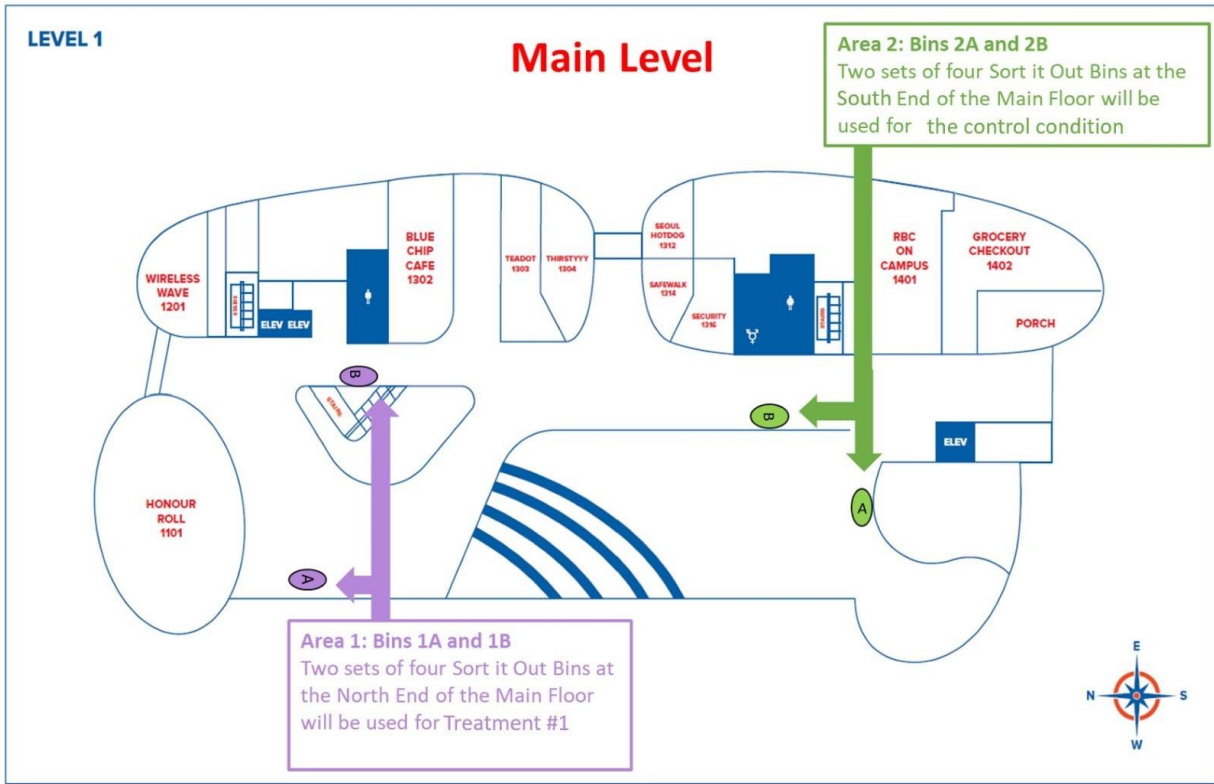 LEVEL 1
Main Level
Area 2: Bins 2A and 2B
Two sets of four Sort it Out Bins at the
South End of the Main Floor will be
used for the control condition
WIRELESS
WAVE
1201
STAIRS
ELEV ELEV
BLUE
CHIP
CAFE
1302
TEADOT
1303
THIRSTYYY
1304
SEOUL
HOTDOG
1312
SAFEWALK
1314
SECURITY
1316
STAIRS
RBC
ON
CAMPUS
1401
GROCERY
CHECKOUT
1402
PORCH
B
STAIRS
B
ELEV
HONOUR
ROLL
1101
A
A
Area 1: Bins 1A and 1B
Two sets of four Sort it Out Bins at
the North End of the Main Floor
will be used for Treatment #1
E
N S
W